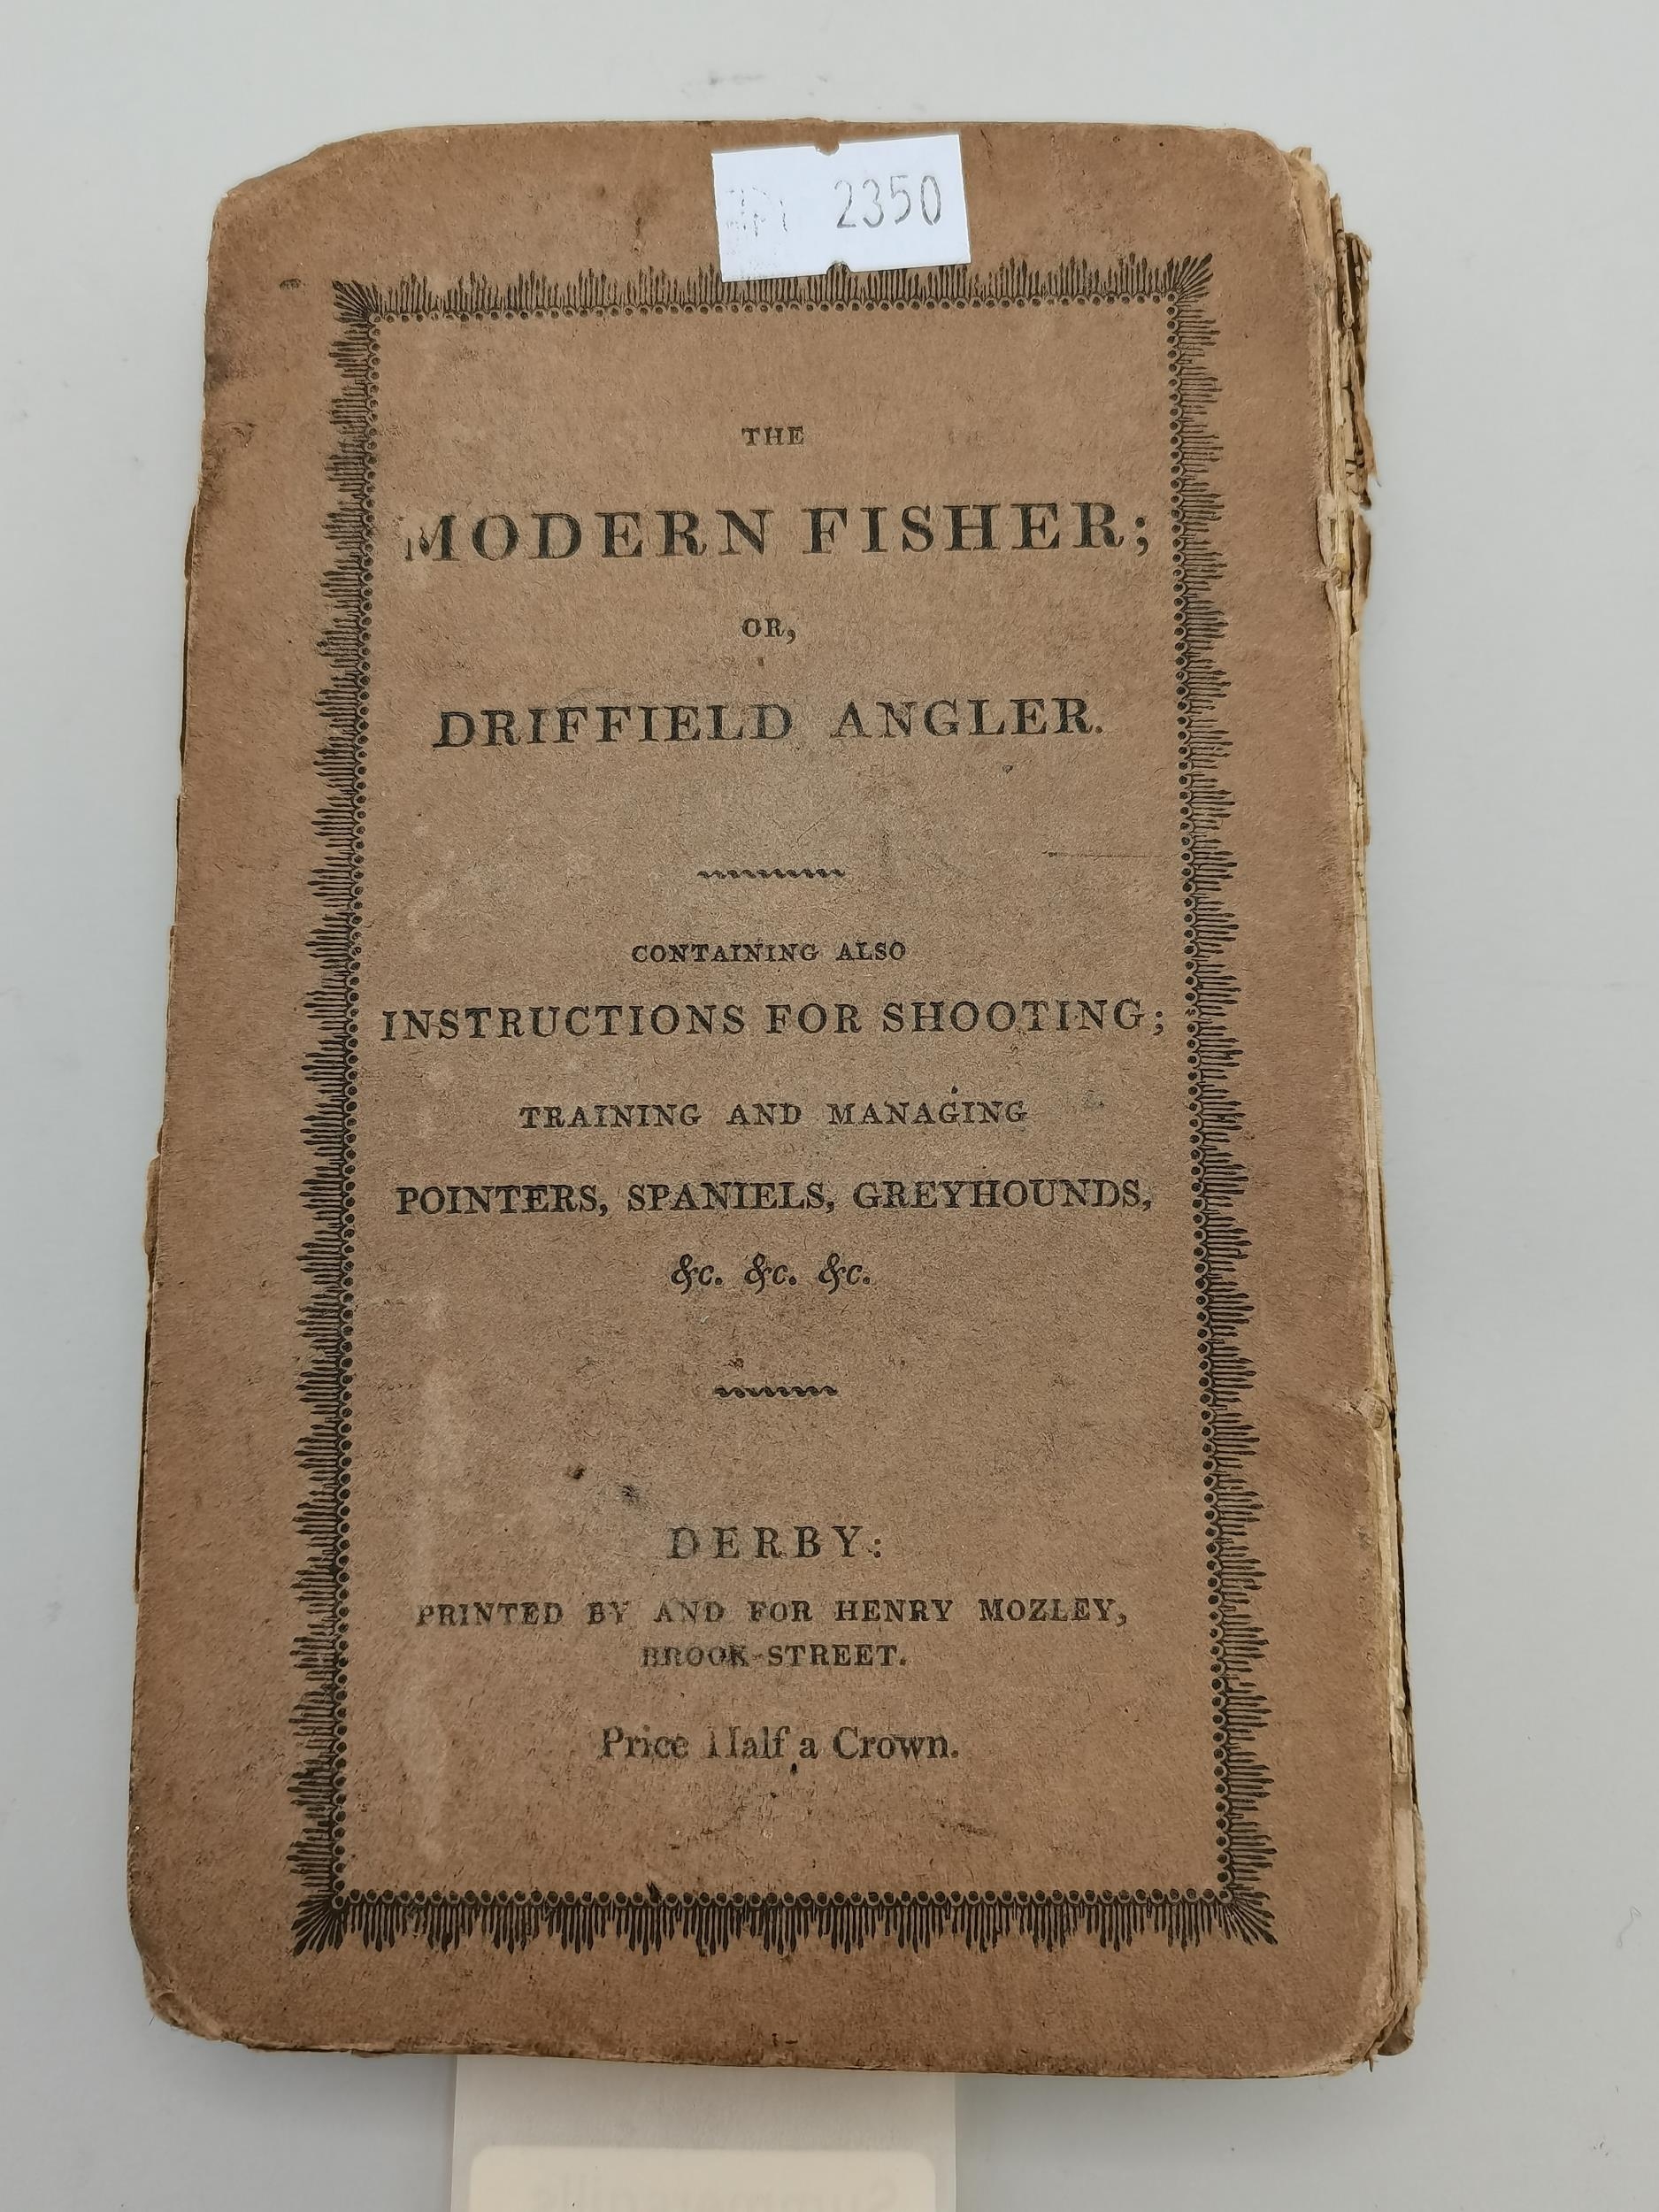 2350
THE
MODERN FISHER;
OR,
DRIFFIELD ANGLER.
CONTAINING ALSO
INSTRUCTIONS FOR SHOOTING;
TRAINING AND MANAGING
POINTERS, SPANIELS, GREYHOUNDS,
&c. &c. &c.
DERBY:
PRINTED BY AND FOR HENRY MOZLEY,
BROOK-STREET.
Price Half a Crown.